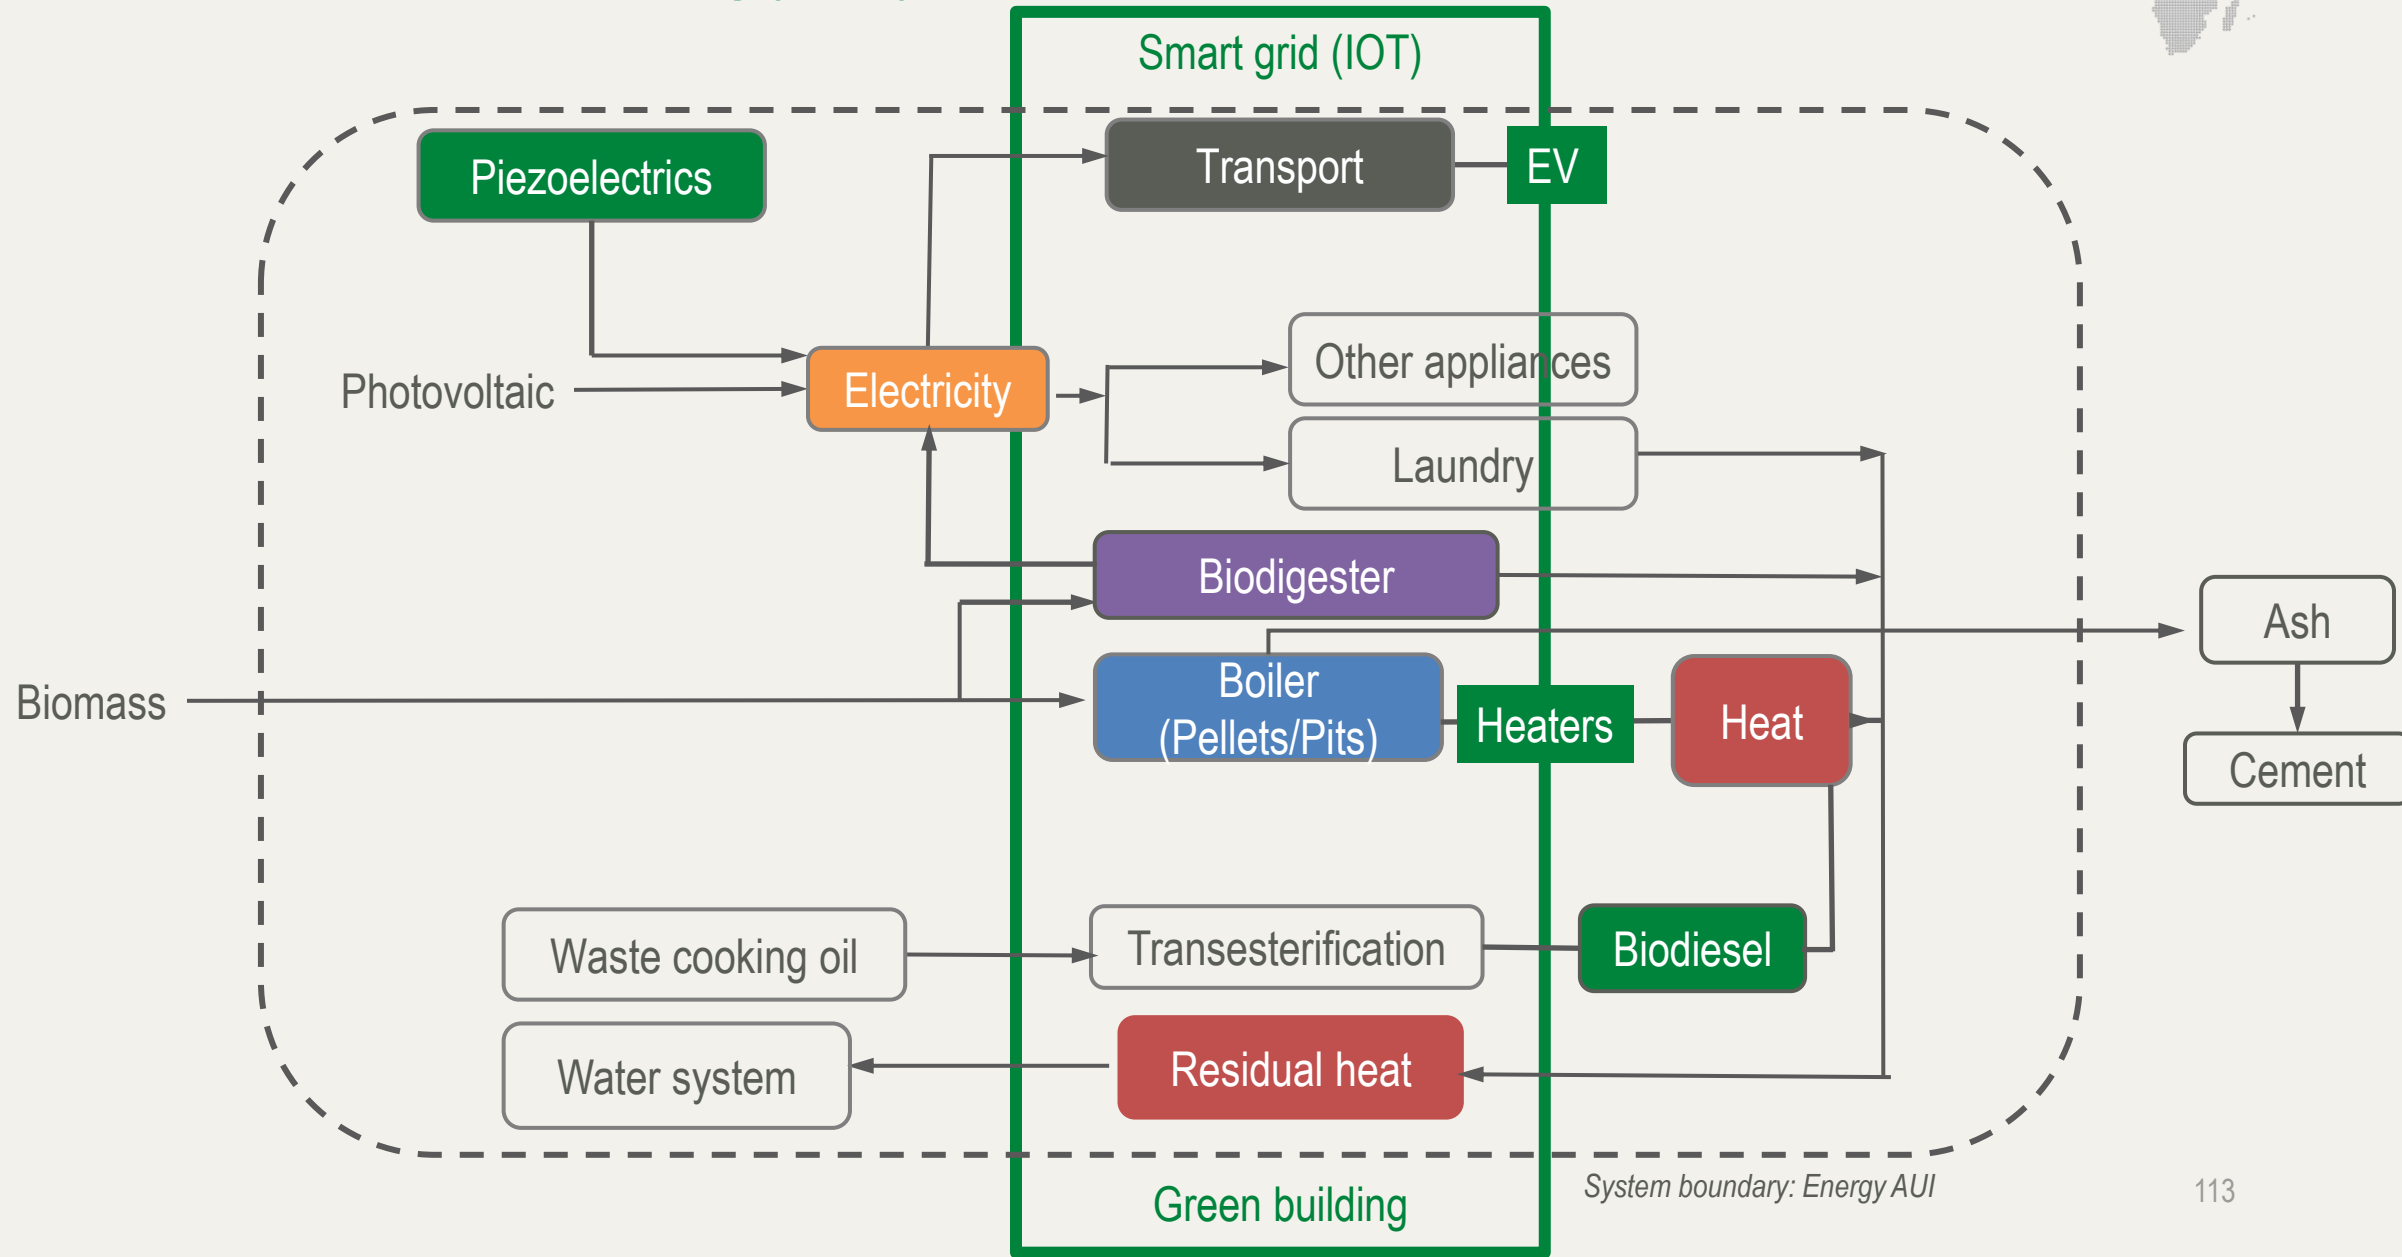 Smart grid (IOT)
Piezoelectrics
Transport
EV
Photovoltaic
Electricity
Other appliances
Laundry
Biodigester
Biomass
Boiler
(Pellets/Pits)
Heaters
Heat
Ash
Cement
Waste cooking oil
Transesterification
Biodiesel
Water system
Residual heat
Green building
System boundary: Energy AUI
113